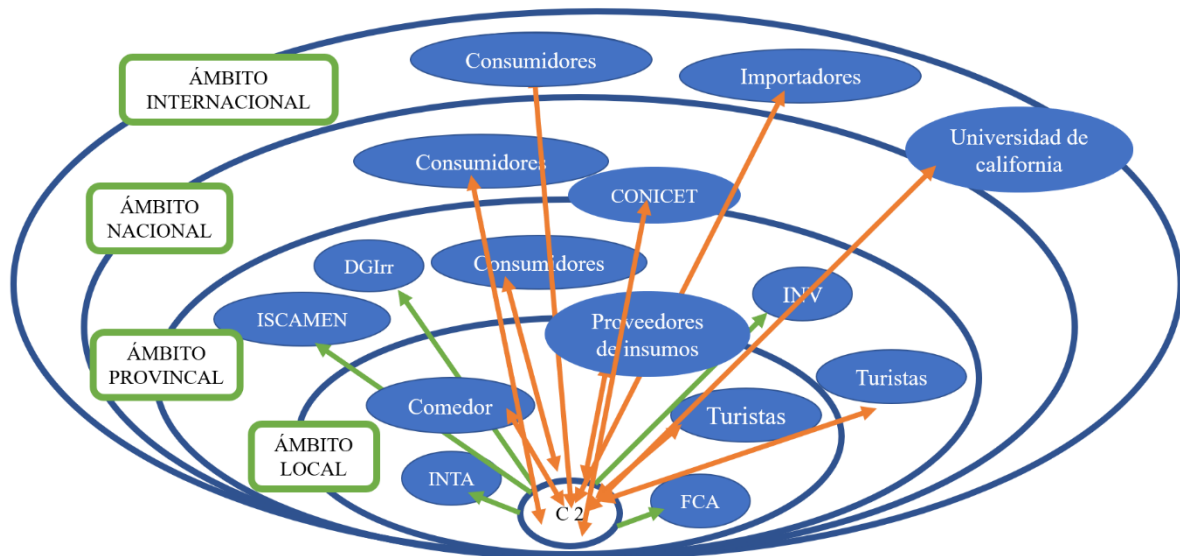 Consumidores
Importadores
ÁMBITO
INTERNACIONAL
Universidad de
california
Consumidores
CONICET
ÁMBITO
NACIONAL
DGIrr
Consumidores
INV
ISCAMEN
Proveedores
de insumos
ÁMBITO
PROVINCAL
Turistas
Comedor
Turistas
ÁMBITO
LOCAL
INTA
FCA
C 2